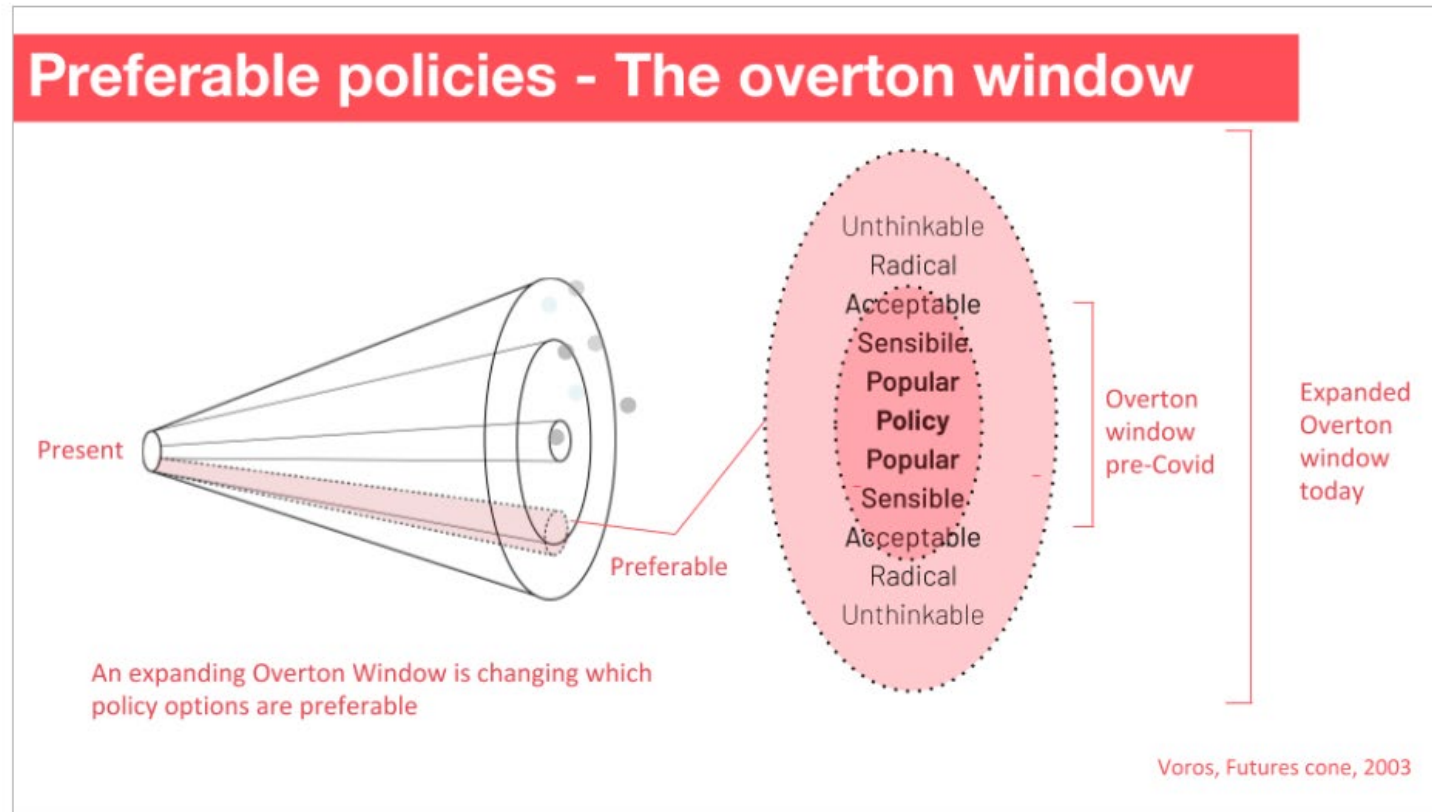 Preferable policies - The overton window
Present
Preferable
An expanding Overton Window is changing which
policy options are preferable
Unthinkable
Radical
Acceptable
Sensibile
Popular
Policy
Popular
Sensible
Acceptable
Radical
Unthinkable
Overton
window
pre-Covid
Expanded
Overton
window
today
Voros, Futures cone, 2003